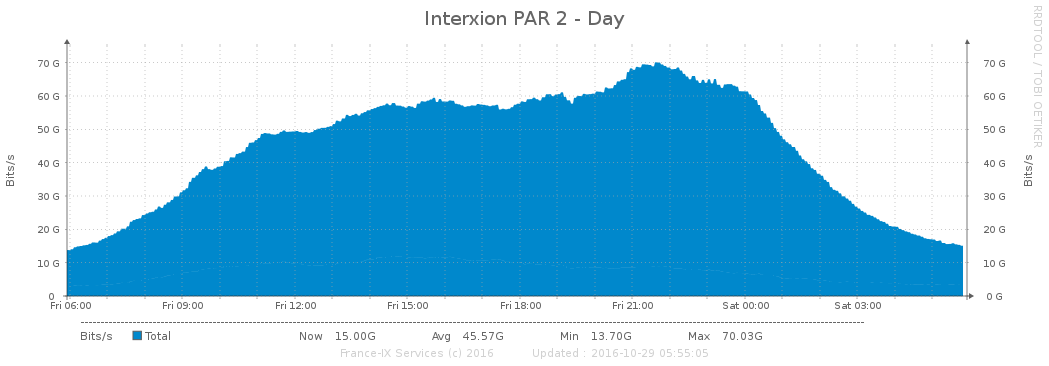 Interxion PAR 2 - Day
RRDTOOL / TOBI OETIKER
Bits/s
Bits/s
70 G 70 G
60 G 60 G
50 G 50 G
40 G 40 G
30 G 30 G
20 G 20 G
10 G 10 G
0 0 G
Fri 06:00 Fri 09:00 Fri 12:00 Fri 15:00 Fri 18:00 Fri 21:00 Sat 00:00 Sat 03:00
Bits/s Total Now 15.00G Avg 45.57G Min 13.70G Max 70.03G
France-IX Services (c) 2016 Updated : 2016-10-29 05:55:05